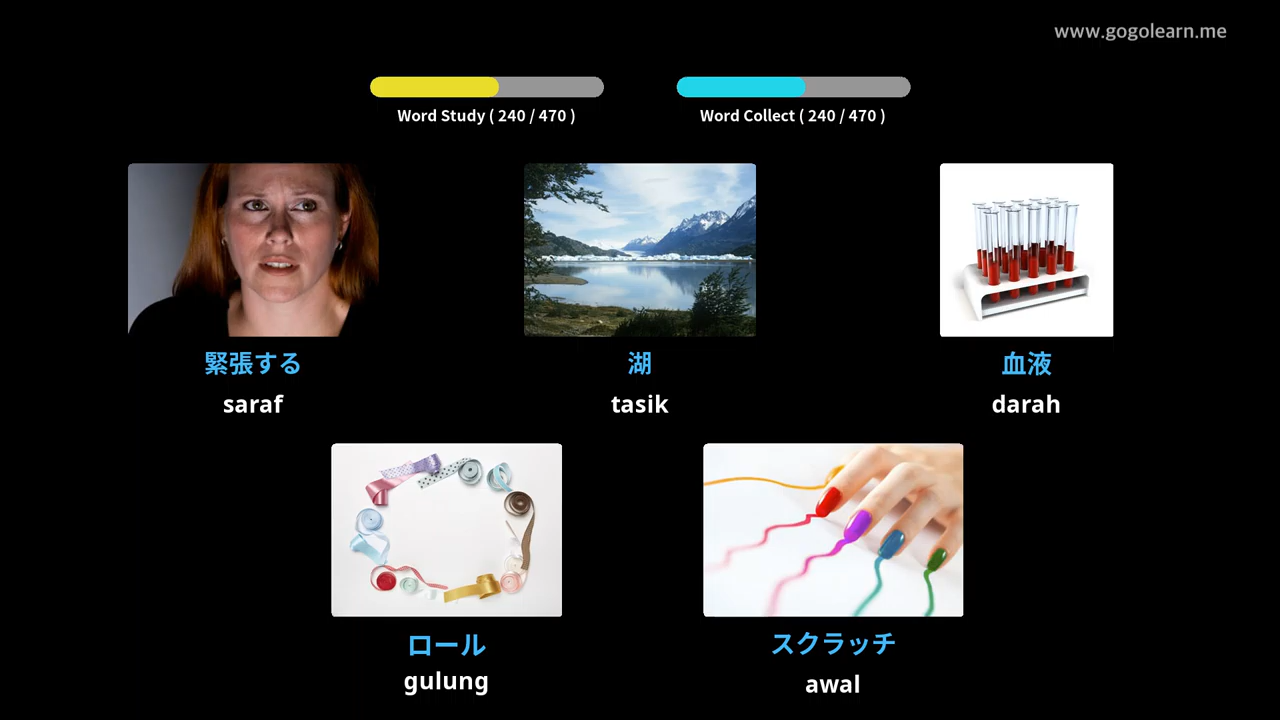 www.gogolearn.me
Word Study ( 240 / 470 )
Word Collect ( 240 / 470 )
緊張する
湖
血液
saraf
tasik
darah
ロール
スクラッチ
gulung
awal